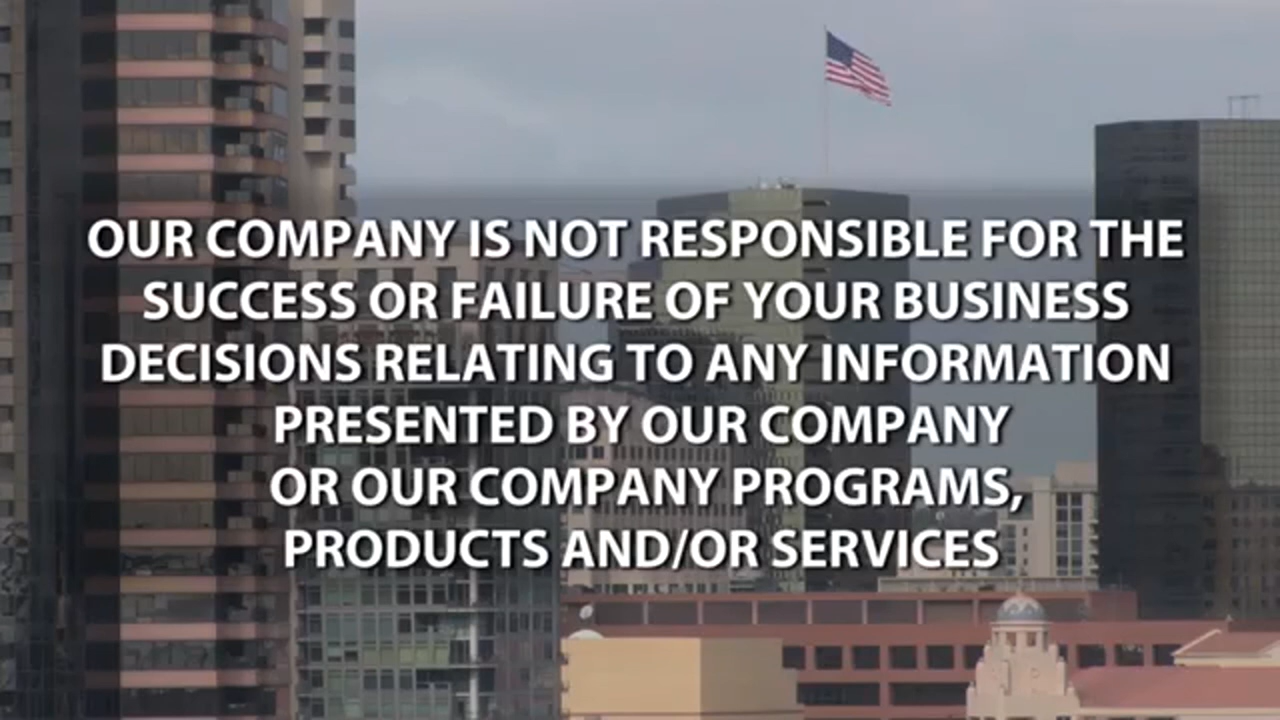 OUR COMPANY IS NOT RESPONSIBLE FOR THE
SUCCESS OR FAILURE OF YOUR BUSINESS
DECISIONS RELATING TO ANY INFORMATION
PRESENTED BY OUR COMPANY
OR OUR COMPANY PROGRAMS,
PRODUCTS AND/OR SERVICES